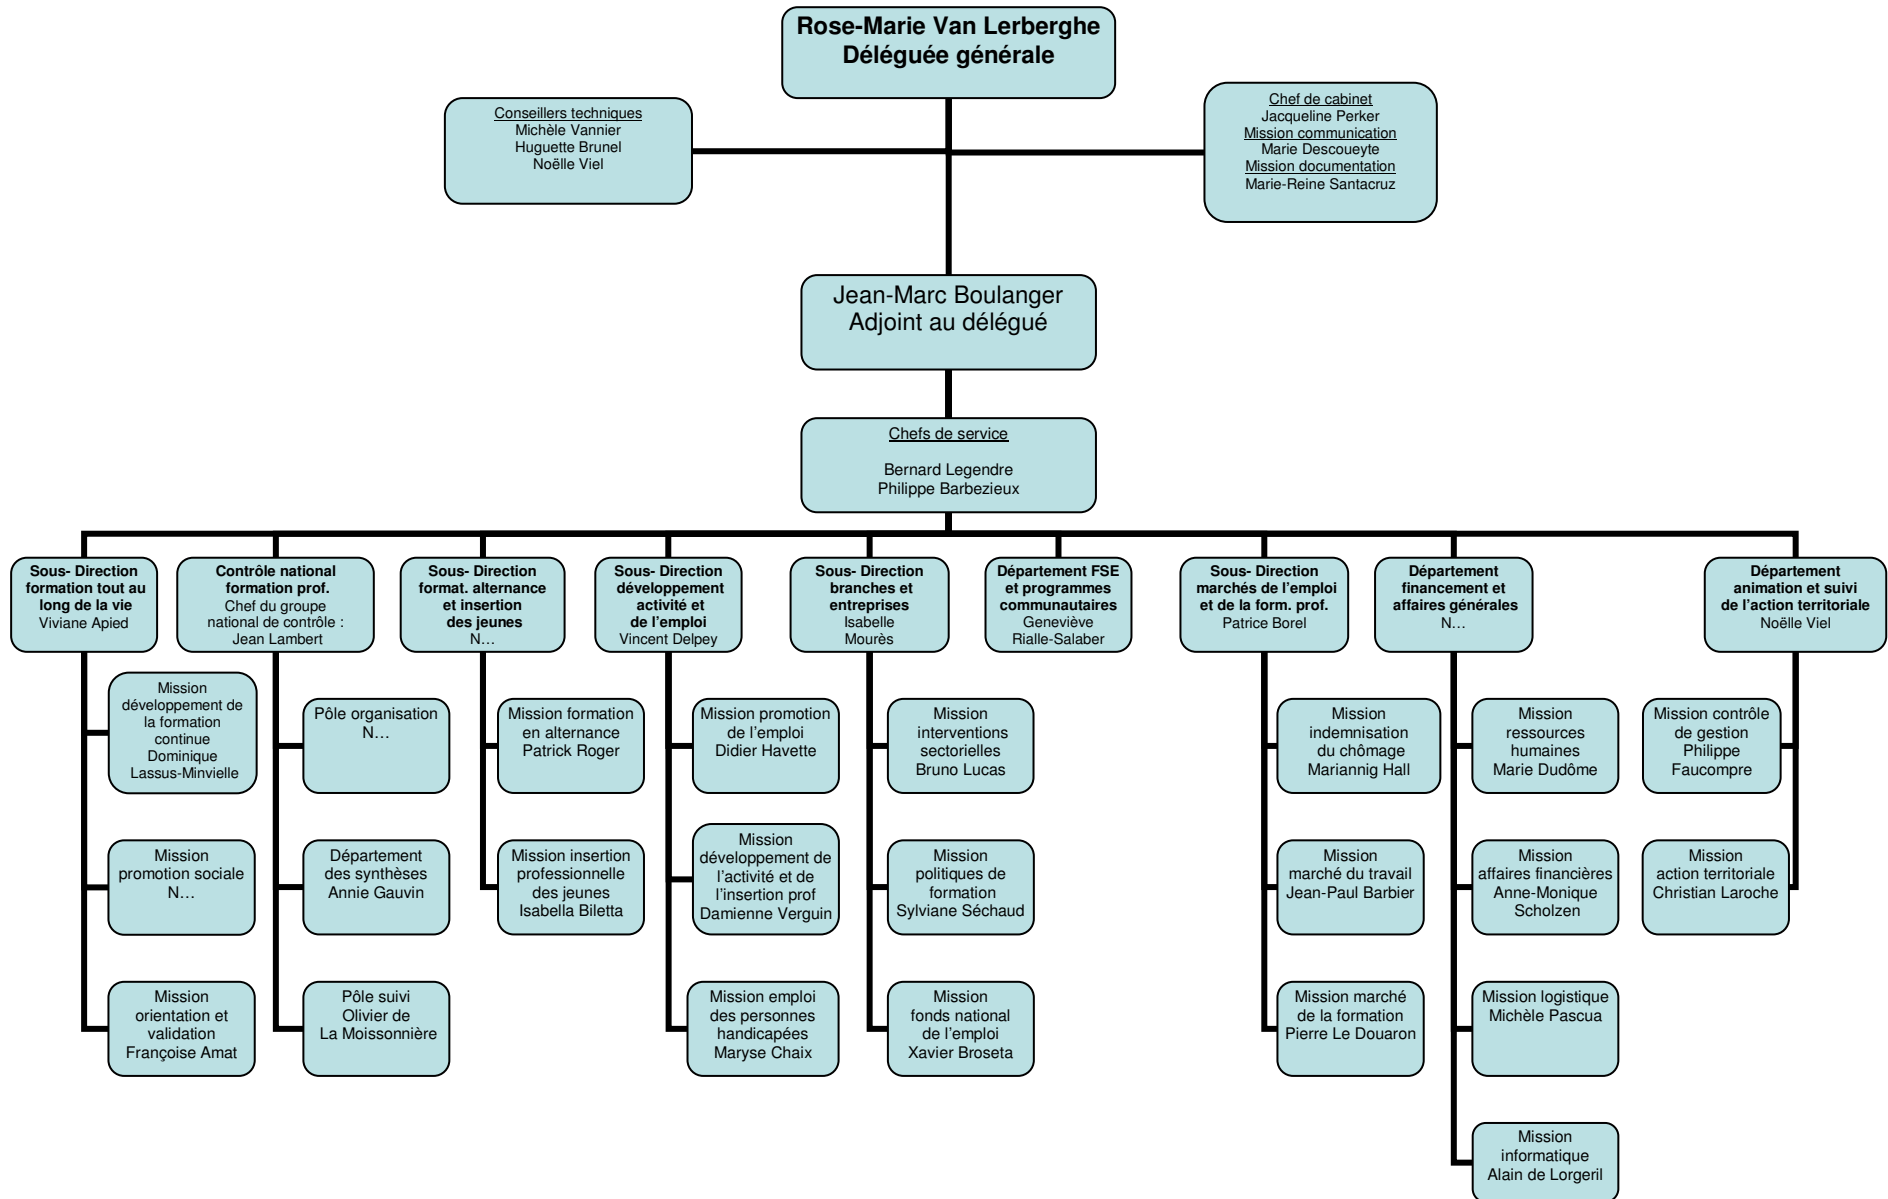 Rose-Marie Van Lerberghe
Déléguée générale
Conseillers techniques
Michèle Vannier
Huguette Brunel
Noëlle Viel
Chef de cabinet
Jacqueline Perker
Mission communication
Marie Descoueyte
Mission documentation
Marie-Reine Santacruz
Jean-Marc Boulanger
Adjoint au délégué
Chefs de service
Bernard Legendre
Philippe Barbezieux
Sous- Direction
formation tout au
long de la vie
Viviane Apied
Contrôle national
formation prof.
Chef du groupe
national de contrôle :
Jean Lambert
Sous- Direction
format. alternance
et insertion
des jeunes
N…
Sous- Direction
développement
activité et
de l’emploi
Vincent Delpey
Sous- Direction
branches et
entreprises
Isabelle
Mourès
Département FSE
et programmes
communautaires
Geneviève
Rialle-Salaber
Sous- Direction
marchés de l’emploi
et de la form. prof.
Patrice Borel
Département
financement et
affaires générales
N…
Département
animation et suivi
de l’action territoriale
Noëlle Viel
Mission
développement de
la formation
continue
Dominique
Lassus-Minvielle
Pôle organisation
N…
Mission formation
en alternance
Patrick Roger
Mission promotion
de l’emploi
Didier Havette
Mission
interventions
sectorielles
Bruno Lucas
Mission
indemnisation
du chômage
Mariannig Hall
Mission
ressources
humaines
Marie Dudôme
Mission contrôle
de gestion
Philippe
Faucompre
Mission
promotion sociale
N…
Département
des synthèses
Annie Gauvin
Mission insertion
professionnelle
des jeunes
Isabella Biletta
Mission
développement de
l’activité et de
l’insertion prof
Damienne Verguin
Mission
politiques de
formation
Sylviane Séchaud
Mission
marché du travail
Jean-Paul Barbier
Mission
affaires financières
Anne-Monique
Scholzen
Mission
action territoriale
Christian Laroche
Mission
orientation et
validation
Françoise Amat
Pôle suivi
Olivier de
La Moissonnière
Mission emploi
des personnes
handicapées
Maryse Chaix
Mission
fonds national
de l’emploi
Xavier Broseta
Mission marché
de la formation
Pierre Le Douaron
Mission logistique
Michèle Pascua
Mission
informatique
Alain de Lorgeril